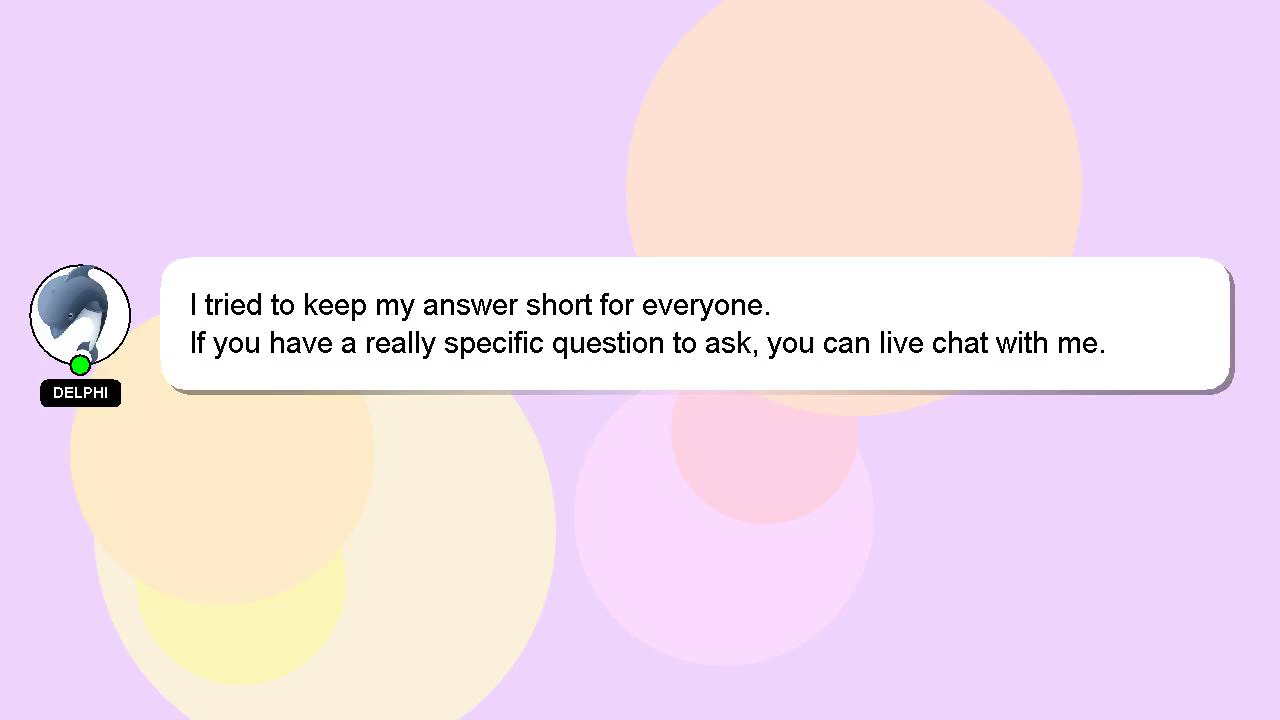 I tried to keep my answer short for everyone.
If you have a really specific question to ask, you can live chat with me.
DELPHI